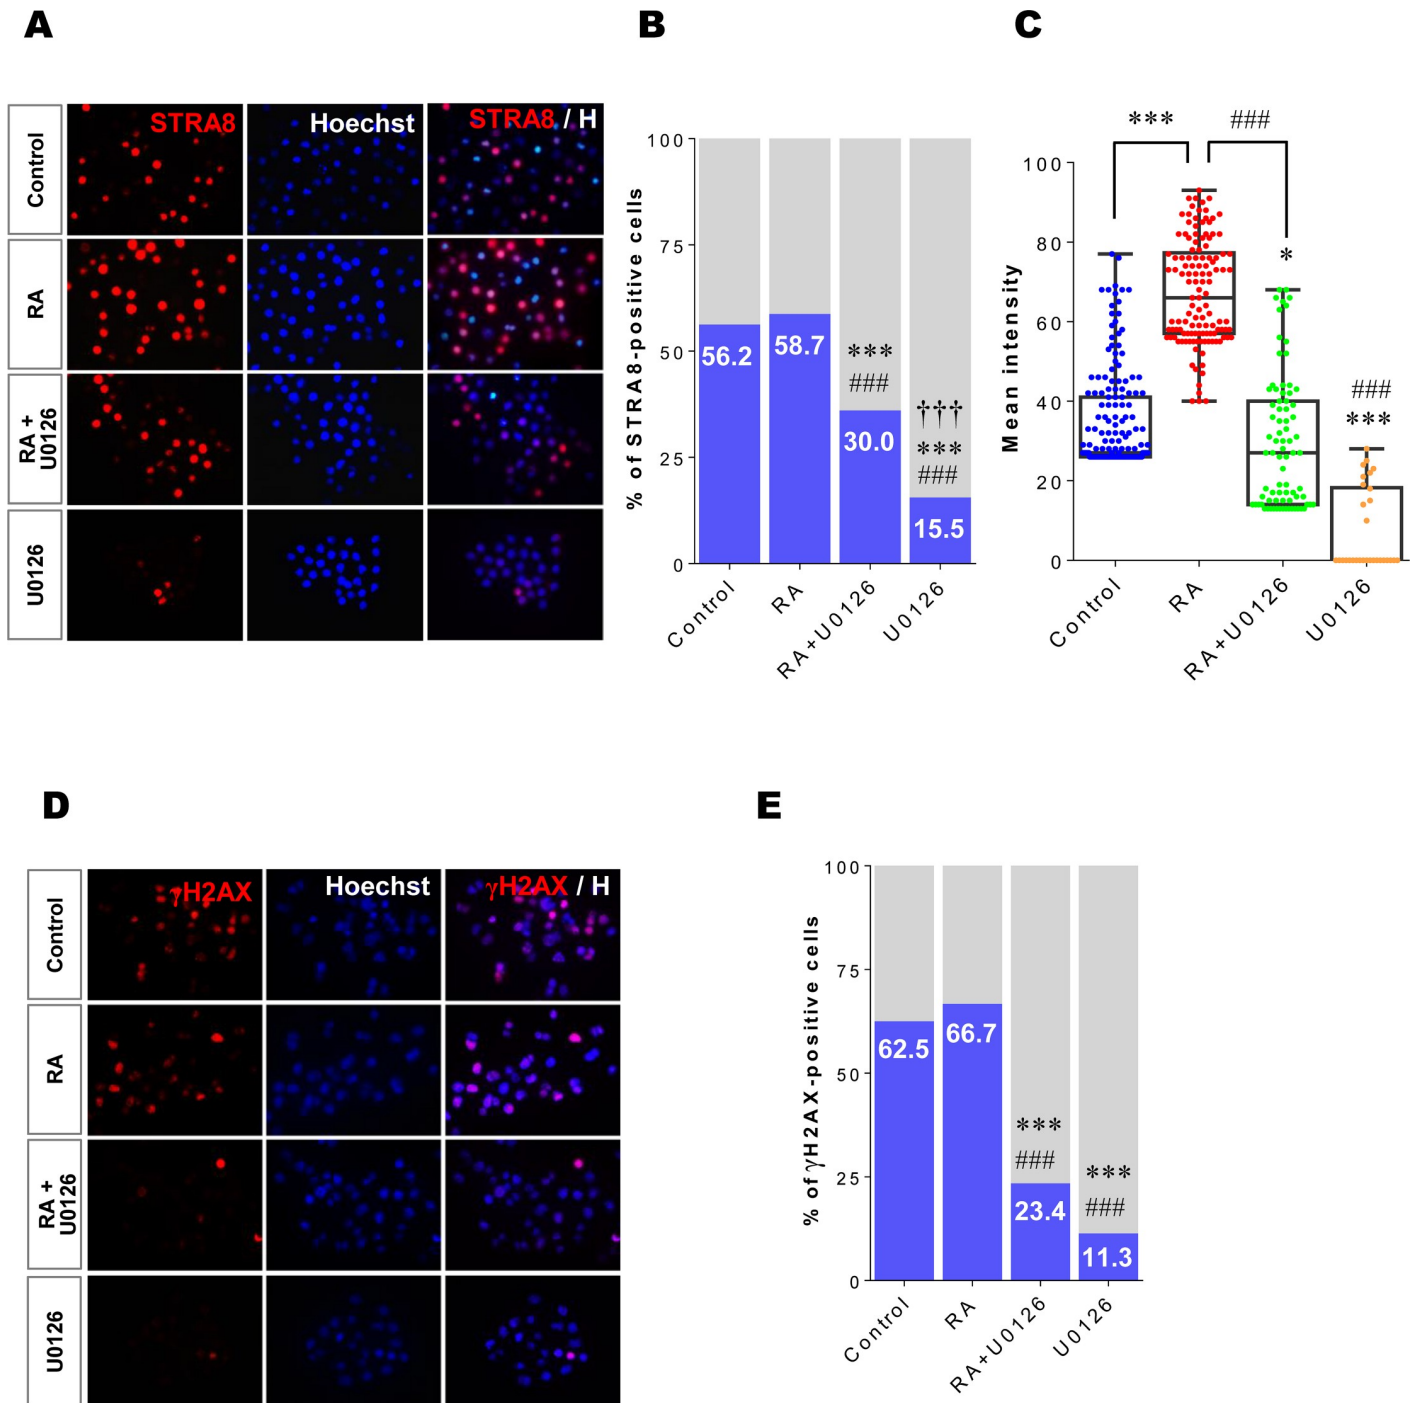 A
STRA8
Hoechst
STRA8 / H
Control
RA
RA +
U0126
U0126
B
% of STRA8-positive cells
100
75
50
25
0
56.2
58.7
***
###
30.0
†††
***
###
15.5
Control
RA
RA+U0126
U0126
C
Mean intensity
100
80
60
40
20
0
***
###
*
###
***
Control
RA
RA+U0126
U0126
D
γH2AX
Hoechst
γH2AX / H
Control
RA
RA +
U0126
U0126
E
% of γH2AX-positive cells
100
75
50
25
0
62.5
66.7
***
###
23.4
***
###
11.3
Control
RA
RA+U0126
U0126